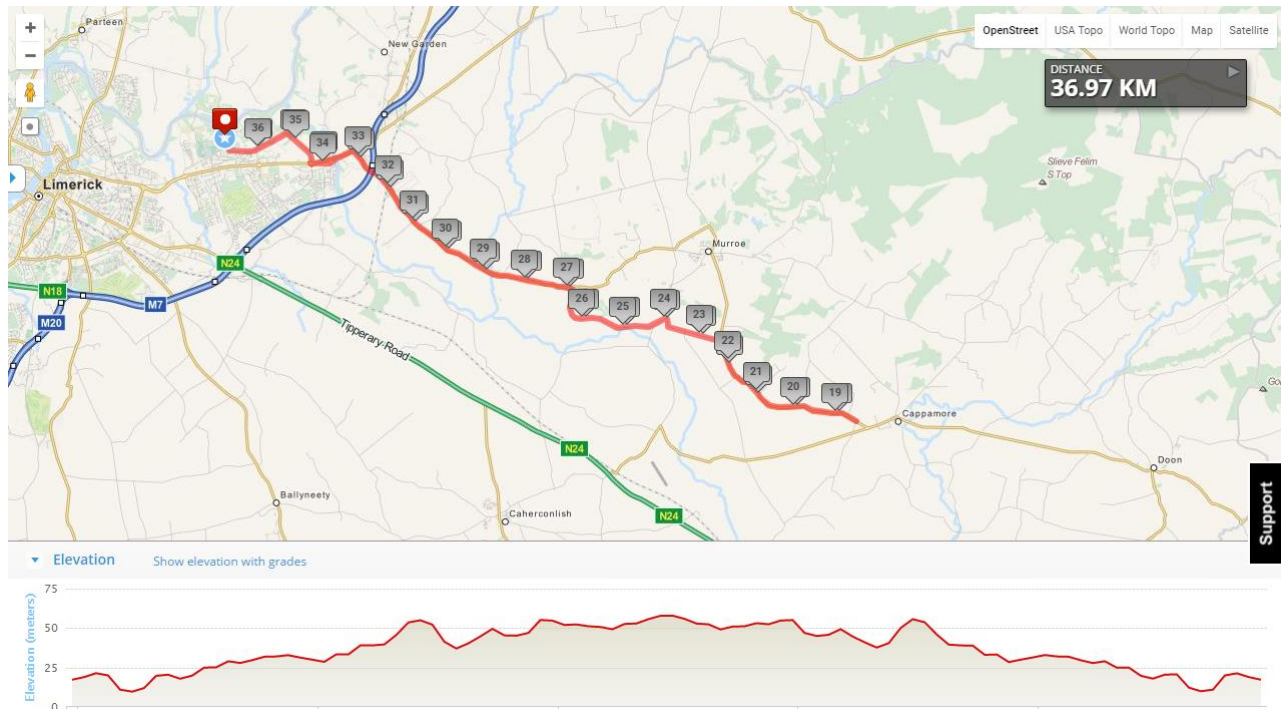 +
−
Parteen
New Garden
OpenStreet USA Topo World Topo Map Satellite
DISTANCE
36.97 KM
36
35
34
33
32
31
30
29
28
27
26
25
24
23
22
21
20
19
Limerick
Slieve Felim
S Top
Murroe
N24
N18
M7
M20
Tipperary Road
Cappamore
N24
Doon
Ballyneety
Caherconlish
N24
Support
Elevation Show elevation with grades
Elevation (meters)
75
50
25
0